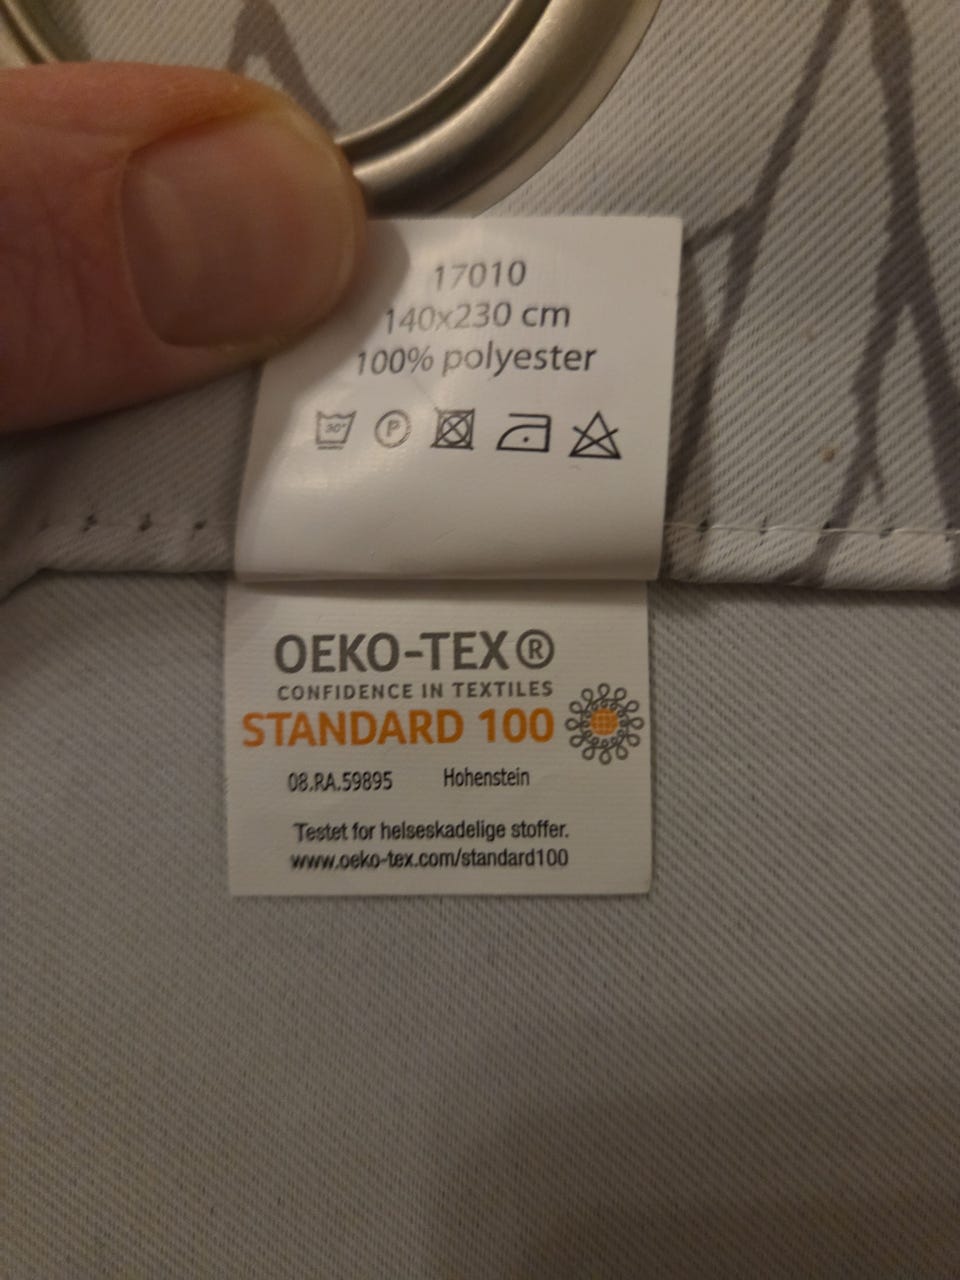 17010
140x230 cm
100% polyester
30° P
OEKO-TEX®
CONFIDENCE IN TEXTILES
STANDARD 100
08.RA.59895 Hohenstein
Testet for helseskadelige stoffer.
www.oeko-tex.com/standard100